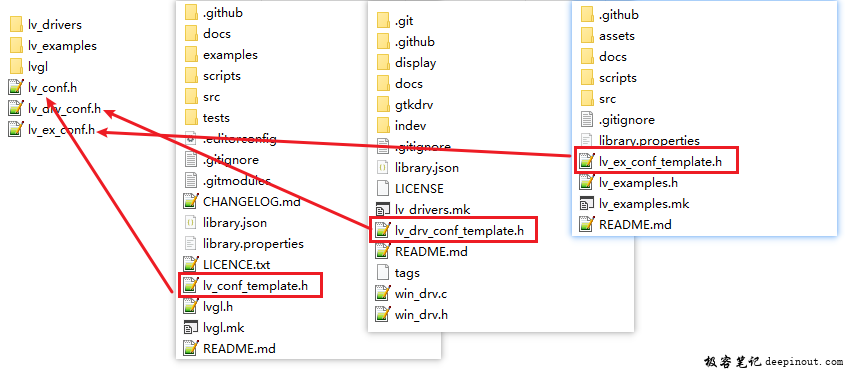 lv_drivers
lv_examples
lvgl
lv_conf.h
lv_drv_conf.h
lv_ex_conf.h
.github
docs
examples
scripts
src
tests
.editorconfig
.gitignore
.gitmodules
CHANGELOG.md
library.json
library.properties
LICENCE.txt
lv_conf_template.h
lvgl.h
lvgl.mk
README.md
.git
.github
display
docs
gtkdrv
indev
.gitignore
library.json
LICENSE
lv_drivers.mk
lv_drv_conf_template.h
README.md
tags
win_drv.c
win_drv.h
.github
assets
docs
scripts
src
.gitignore
library.properties
lv_ex_conf_template.h
lv_examples.h
lv_examples.mk
README.md
极客笔记 deepinout.com